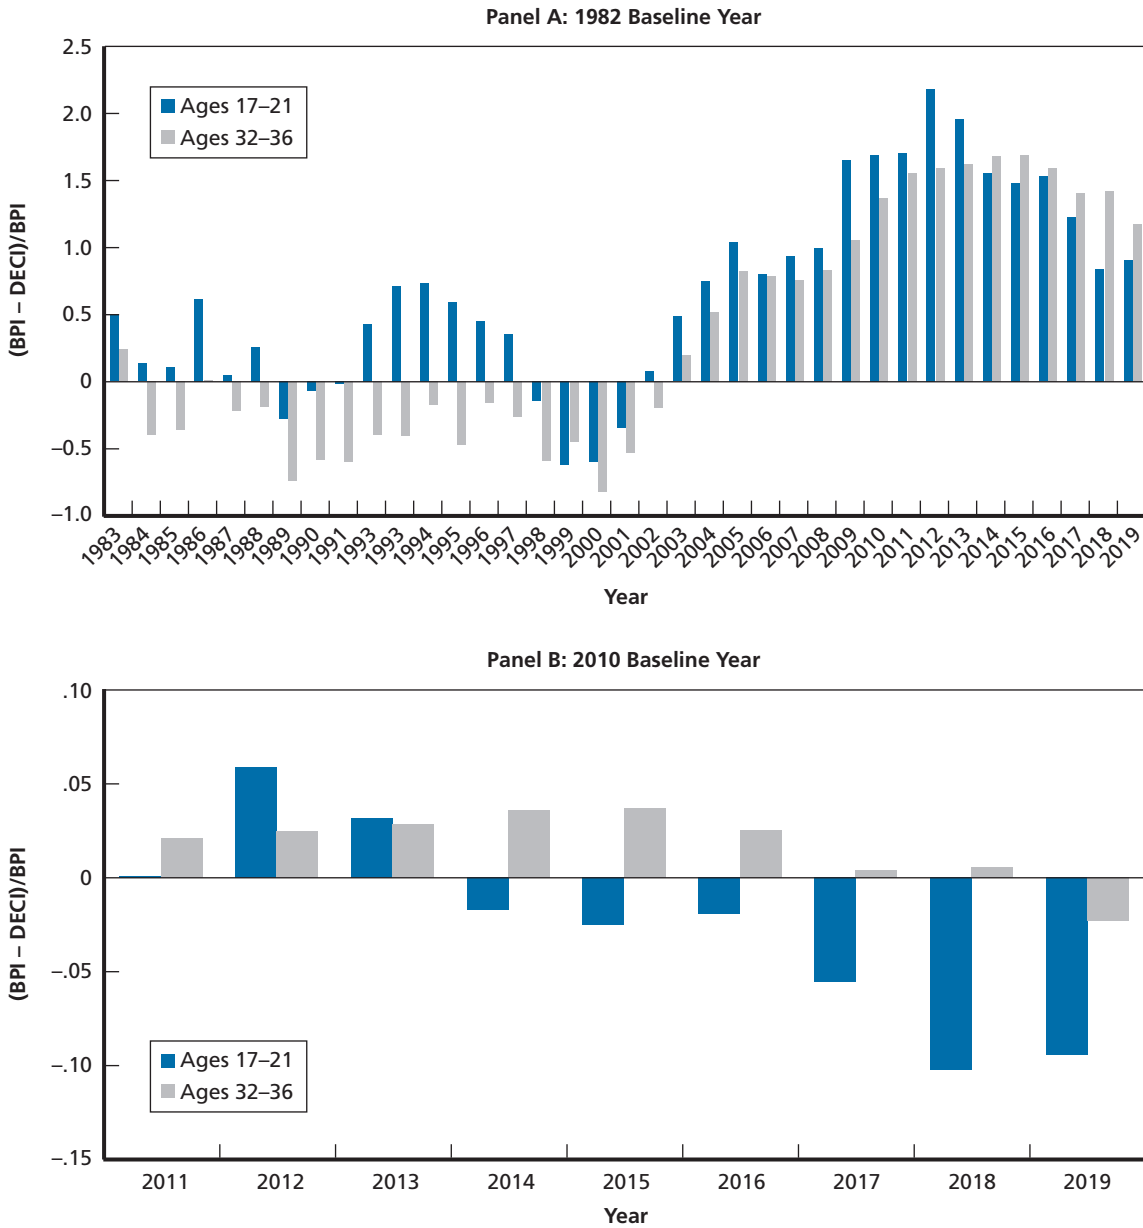 Panel A: 1982 Baseline Year
2.5
2.0
1.5
1.0
0.5
0
–0.5
–1.0
(BPI – DECI)/BPI
Ages 17–21
Ages 32–36
1983 1984 1985 1986 1987 1988 1989 1990 1991 1993 1993 1994 1995 1996 1997 1998 1999 2000 2001 2002 2003 2004 2005 2006 2007 2008 2009 2010 2011 2012 2013 2014 2015 2016 2017 2018 2019
Year
Panel B: 2010 Baseline Year
.10
.05
0
–.05
–.10
–.15
(BPI – DECI)/BPI
Ages 17–21
Ages 32–36
2011 2012 2013 2014 2015 2016 2017 2018 2019
Year